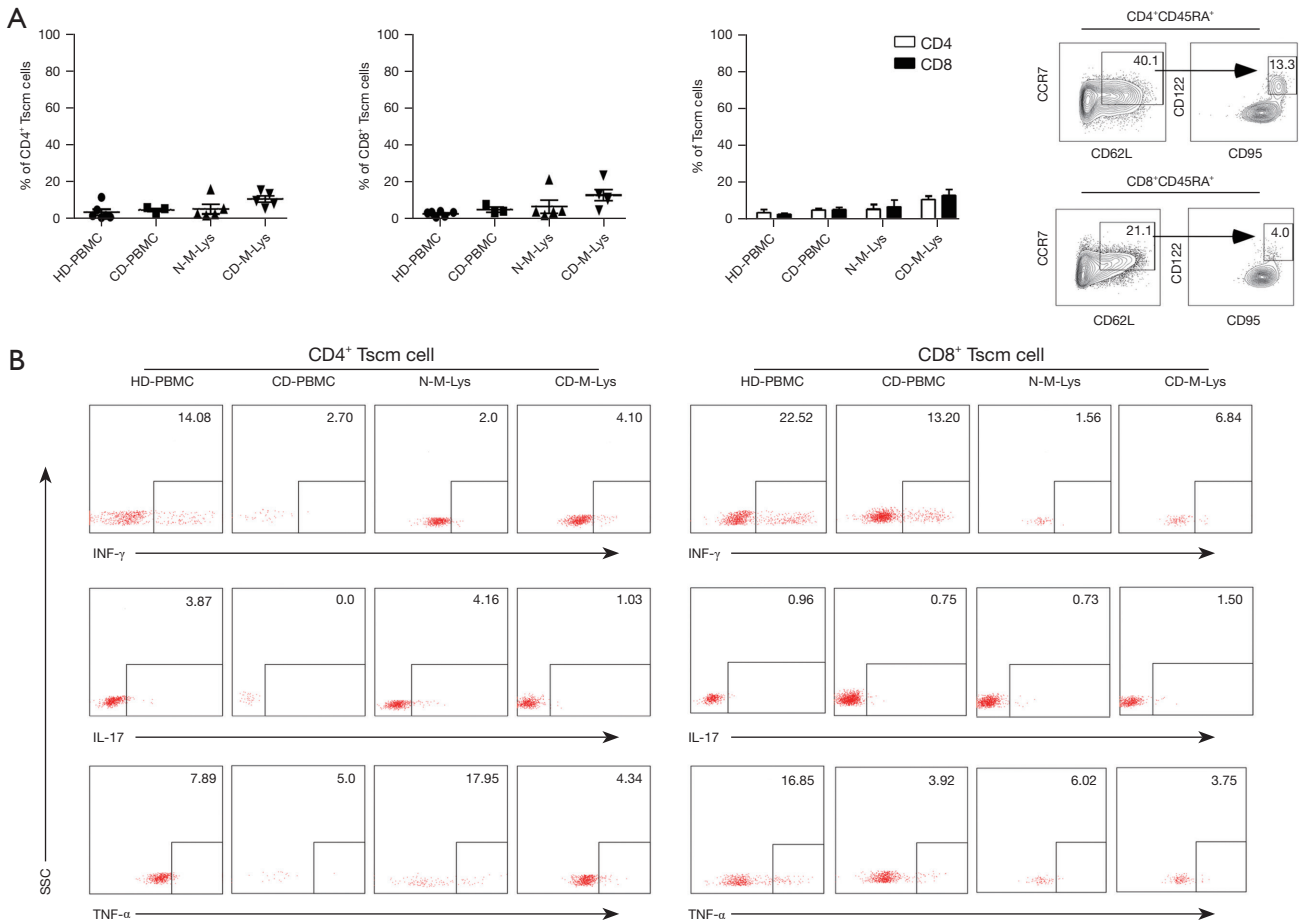 A
% of CD4⁺ Tscm cells
100
80
60
40
20
0
HD-PBMC
CD-PBMC
N-M-Lys
CD-M-Lys
% of CD8⁺ Tscm cells
100
80
60
40
20
0
HD-PBMC
CD-PBMC
N-M-Lys
CD-M-Lys
% of Tscm cells
100
80
60
40
20
0
HD-PBMC
CD-PBMC
N-M-Lys
CD-M-Lys
CD4
CD8
CD4⁺CD45RA⁺
CCR7
40.1
CD122
13.3
CD62L
CD95
CD8⁺CD45RA⁺
CCR7
21.1
CD122
4.0
CD62L
CD95
B
CD4⁺ Tscm cell
HD-PBMC CD-PBMC N-M-Lys CD-M-Lys
14.08 2.70 2.0 4.10
INF-γ
3.87 0.0 4.16 1.03
IL-17
7.89 5.0 17.95 4.34
TNF-α
SSC
CD8⁺ Tscm cell
HD-PBMC CD-PBMC N-M-Lys CD-M-Lys
22.52 13.20 1.56 6.84
INF-γ
0.96 0.75 0.73 1.50
IL-17
16.85 3.92 6.02 3.75
TNF-α